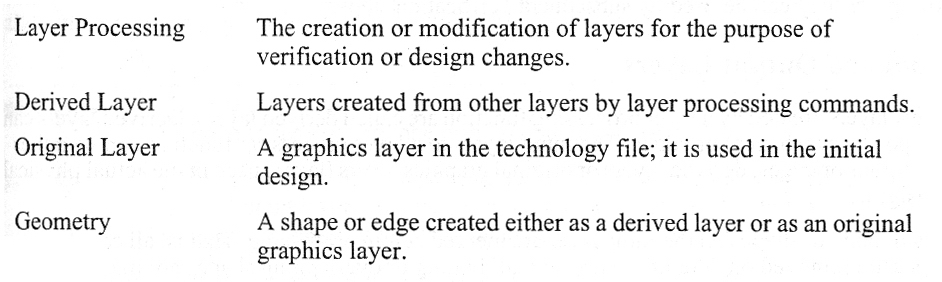 Layer Processing The creation or modification of layers for the purpose of
verification or design changes.
Derived Layer Layers created from other layers by layer processing commands.
Original Layer A graphics layer in the technology file; it is used in the initial
design.
Geometry A shape or edge created either as a derived layer or as an original
graphics layer.